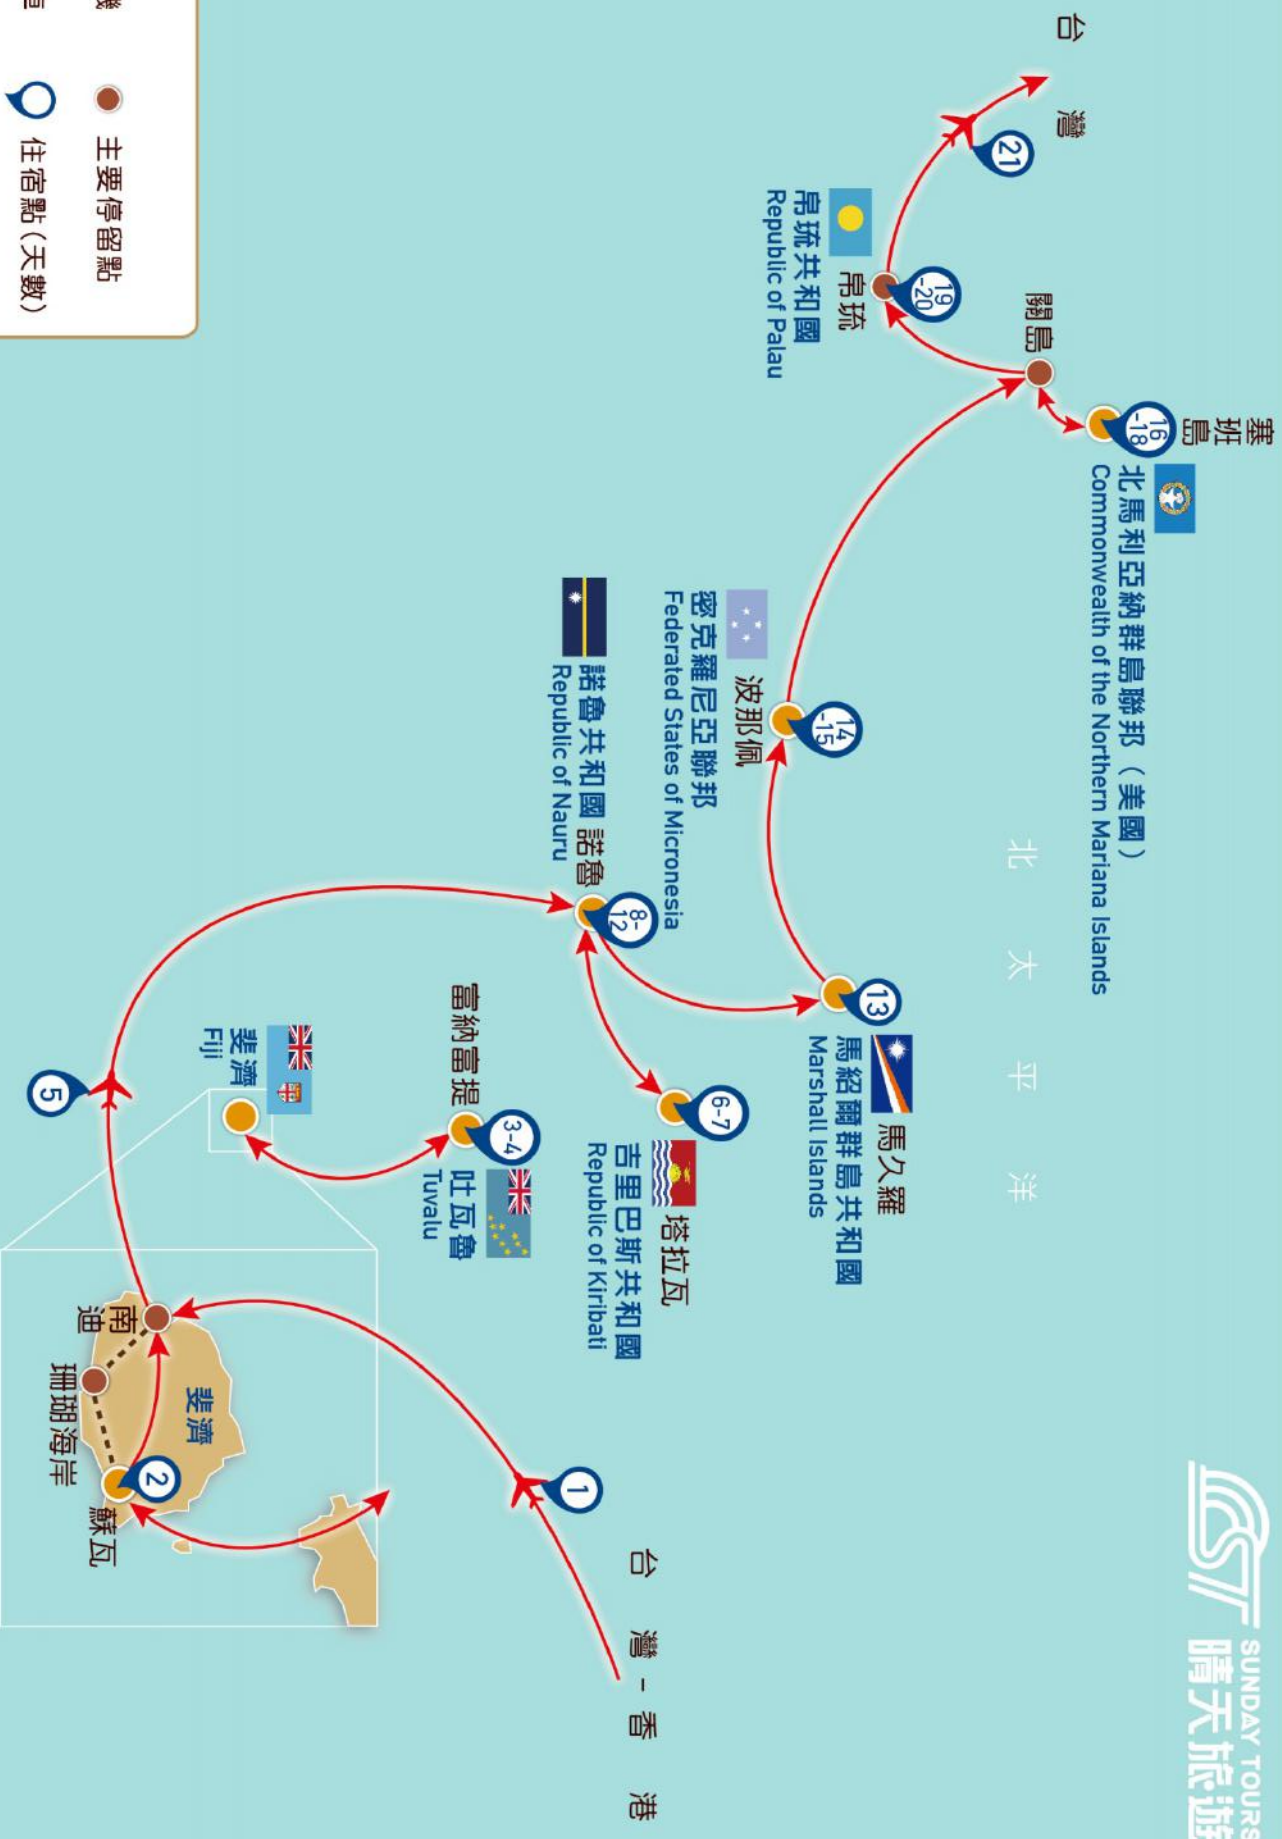 SUNDAY TOURS
晴天旅遊
塞
班
島
16
-18
北馬利亞納群島聯邦（美國）
Commonwealth of the Northern Mariana Islands
台灣
21
關島
北太平洋
19
-20
帛琉
帛琉共和國
Republic of Palau
13
馬久羅
馬紹爾群島共和國
Marshall Islands
14
-15
波那佩
密克羅尼亞聯邦
Federated States of Micronesia
6-7
塔拉瓦
吉里巴斯共和國
Republic of Kiribati
8-
12
諾魯共和國
Republic of Nauru
諾魯
台灣-香港
1
3-4
富納富提
吐瓦魯
Tuvalu
斐濟
Fiji
5
斐濟
2
南
迪
珊瑚海岸
蘇瓦
主要停留點
住宿點(天數)